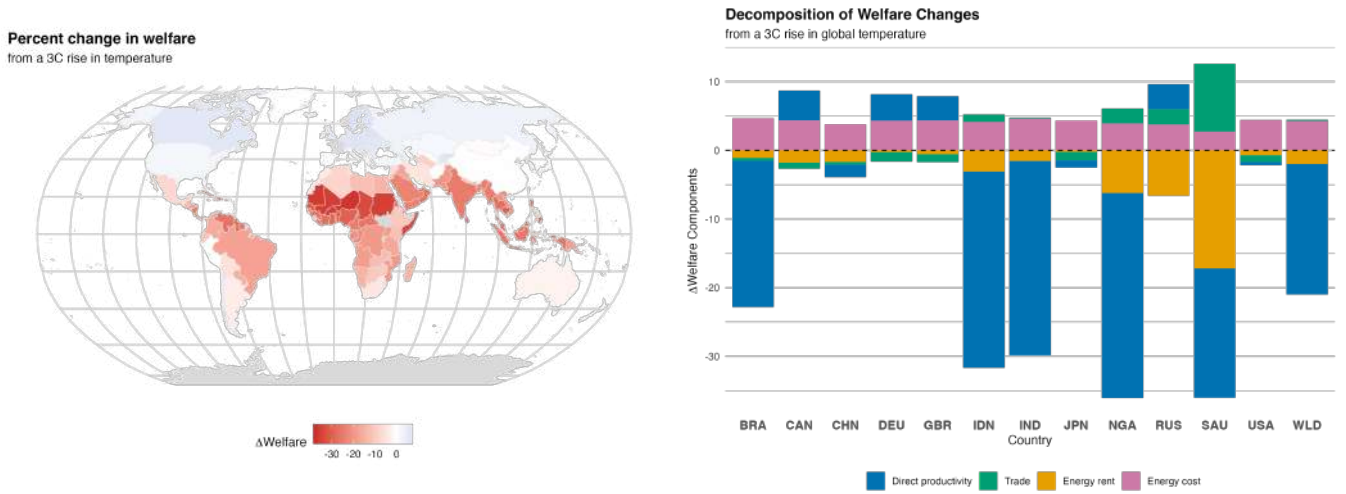 Percent change in welfare
from a 3C rise in temperature
ΔWelfare
-30 -20 -10 0
Decomposition of Welfare Changes
from a 3C rise in global temperature
ΔWelfare Components
10
0
-10
-20
-30
BRA CAN CHN DEU GBR IDN IND JPN NGA RUS SAU USA WLD
Country
Direct productivity Trade Energy rent Energy cost